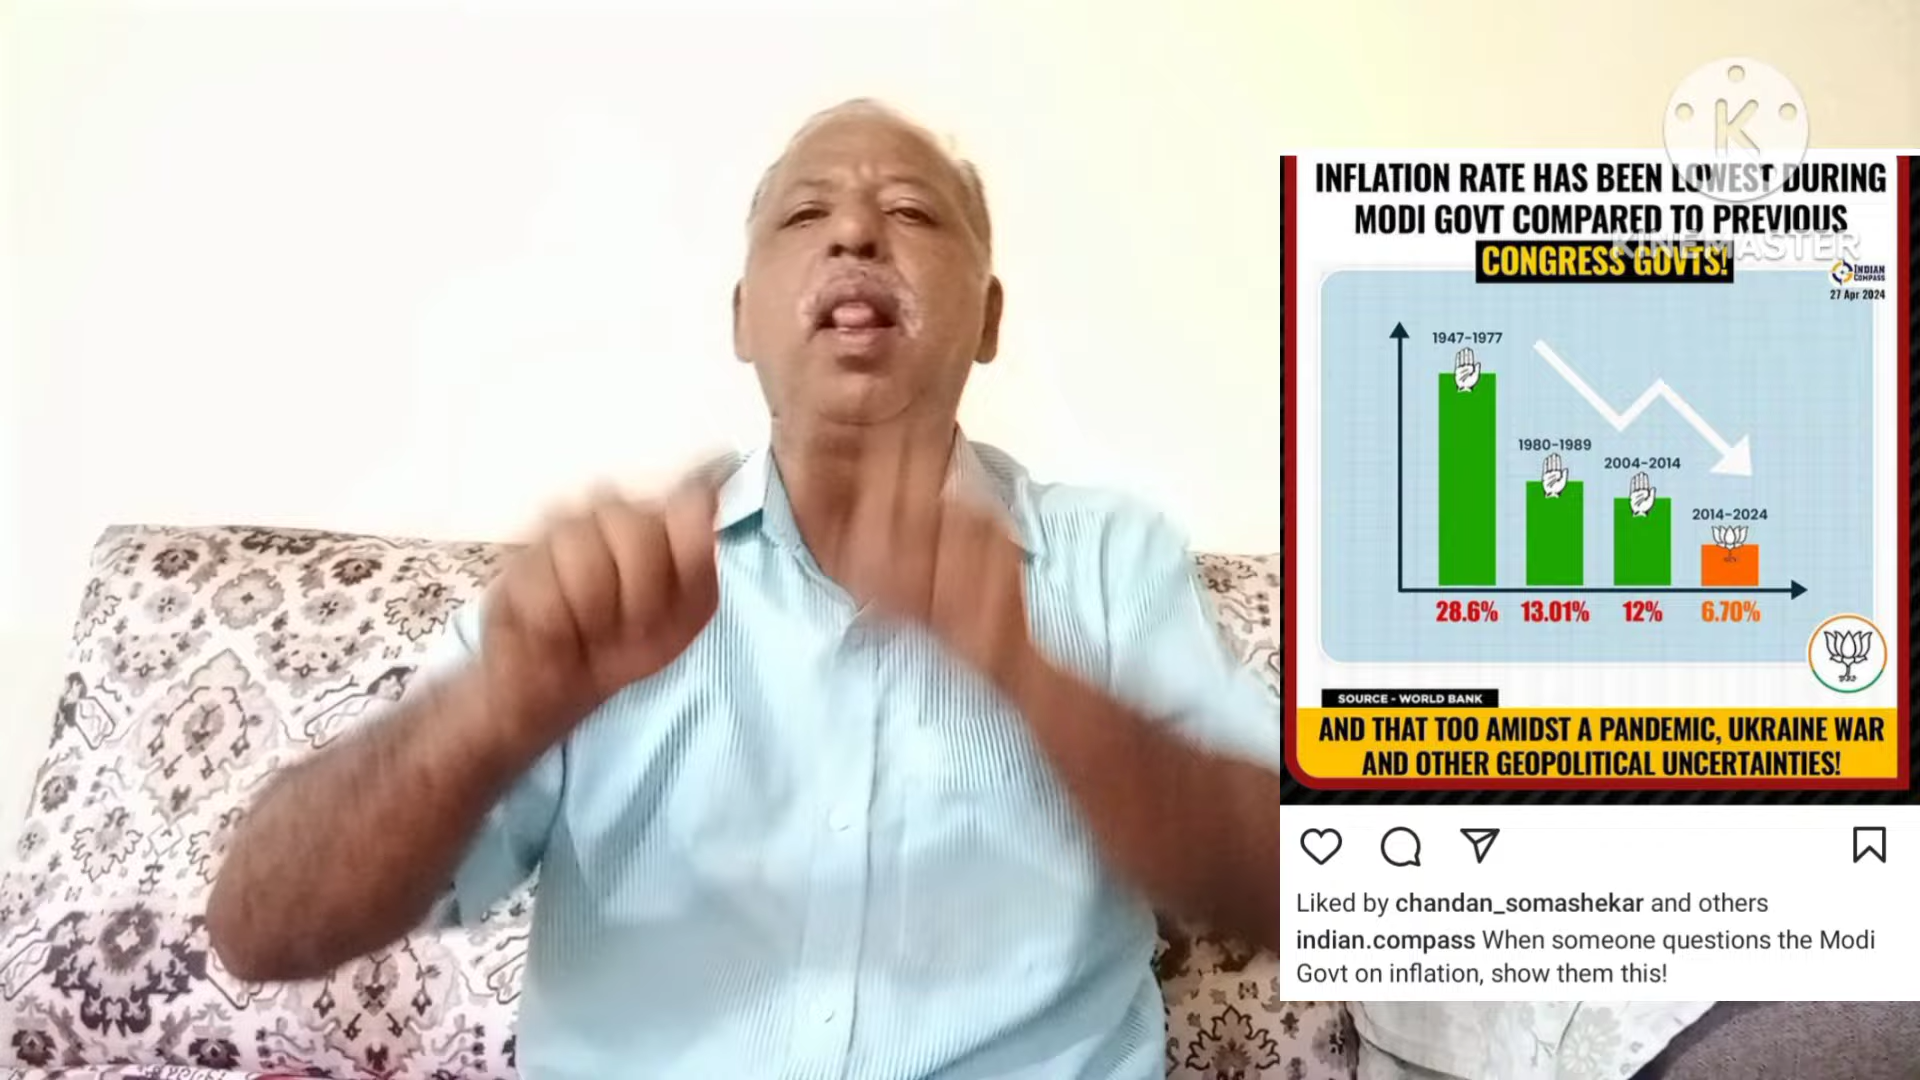 INFLATION RATE HAS BEEN LOWEST DURING
MODI GOVT COMPARED TO PREVIOUS
CONGRESS GOVTS!
KINEMASTER
INDIAN
COMPASS
27 Apr 2024
1947-1977
1980-1989
2004-2014
2014-2024
28.6% 13.01% 12% 6.70%
SOURCE - WORLD BANK
AND THAT TOO AMIDST A PANDEMIC, UKRAINE WAR
AND OTHER GEOPOLITICAL UNCERTAINTIES!
Liked by chandan_somashekar and others
indian.compass When someone questions the Modi
Govt on inflation, show them this!